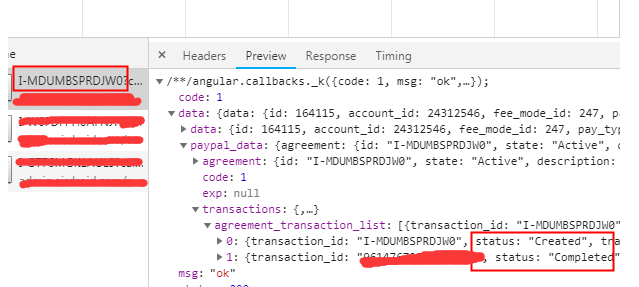 ne
I-MDUMBSPRDJW0?c...
× Headers Preview Response Timing
▼/**/angular.callbacks._k({code: 1, msg: "ok",…});
code: 1
▼data: {data: {id: 164115, account_id: 24312546, fee_mode_id: 247, pa
▶data: {id: 164115, account_id: 24312546, fee_mode_id: 247, pay_typ
▼paypal_data: {agreement: {id: "I-MDUMBSPRDJW0", state: "Active", d
▶agreement: {id: "I-MDUMBSPRDJW0", state: "Active", description:
code: 1
exp: null
▼transactions: {,…}
▼agreement_transaction_list: [{transaction_id: "I-MDUMBSPRDJW0"
▶0: {transaction_id: "I-MDUMBSPRDJW0", status: "Created", tra
▶1: {transaction_id: "961476 , status: "Completed"
msg: "ok"